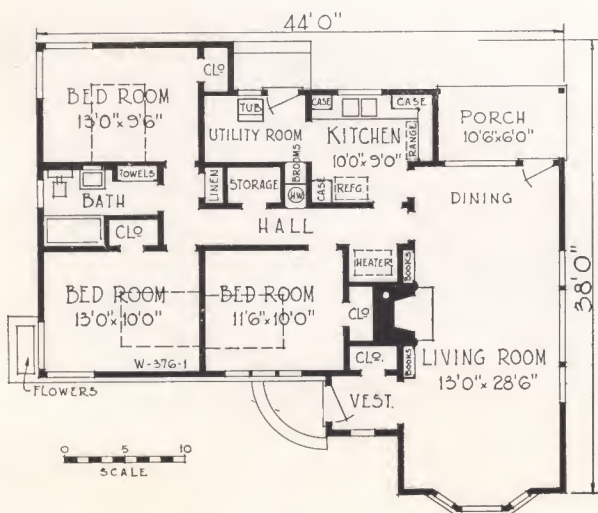 44'0"
BED ROOM
13'0"x9'6"
CLO
TUB
UTILITY ROOM
CASE
CASE
KITCHEN
10'0"x9'0"
RANGE
PORCH
10'6"x6'0"
BROOMS
TOWELS
LINEN
STORAGE
H.W.
CASE
REFG.
DINING
BATH
CLO
HALL
HEATER
BOOKS
38'0"
BED ROOM
13'0"x10'0"
BED ROOM
11'6"x10'0"
CLO
CLO.
BOOKS
LIVING ROOM
13'0"x28'6"
W-376-1
FLOWERS
VEST.
0 5 10
SCALE